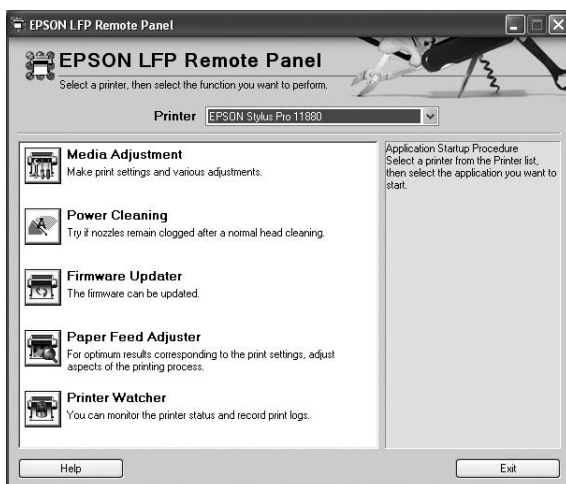 EPSON LFP Remote Panel
EPSON LFP Remote Panel
Select a printer, then select the function you want to perform.
Printer EPSON Stylus Pro 11880
Media Adjustment
Make print settings and various adjustments.
Power Cleaning
Try if nozzles remain clogged after a normal head cleaning.
Firmware Updater
The firmware can be updated.
Paper Feed Adjuster
For optimum results corresponding to the print settings, adjust
aspects of the printing process.
Printer Watcher
You can monitor the printer status and record print logs.
Application Startup Procedure
Select a printer from the Printer list,
then select the application you want to
start.
Help
Exit